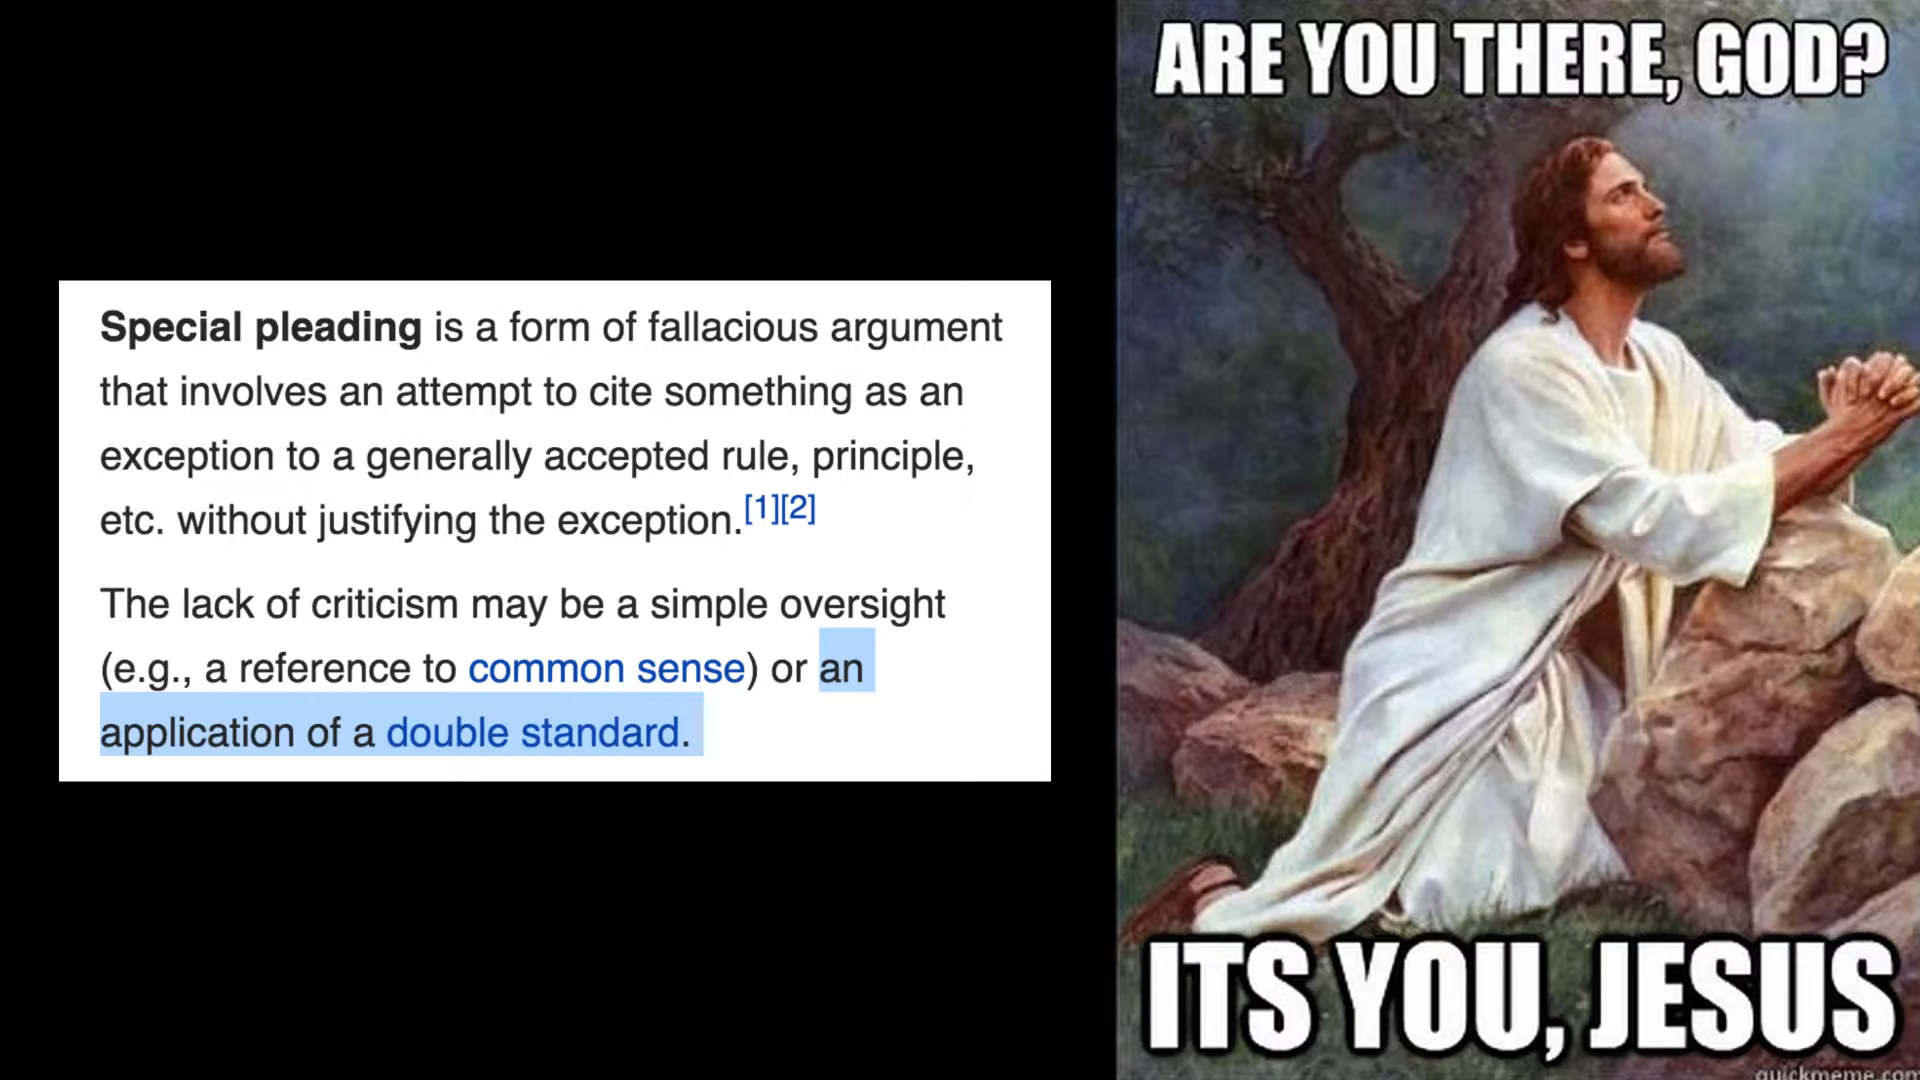 Special pleading is a form of fallacious argument
that involves an attempt to cite something as an
exception to a generally accepted rule, principle,
etc. without justifying the exception.[1][2]
The lack of criticism may be a simple oversight
(e.g., a reference to common sense) or an
application of a double standard.
ARE YOU THERE, GOD?
ITS YOU, JESUS
quickmeme.com